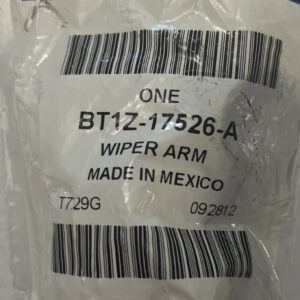 ONE
BT1Z-17526-A
WIPER ARM
MADE IN MEXICO
T729G 092812